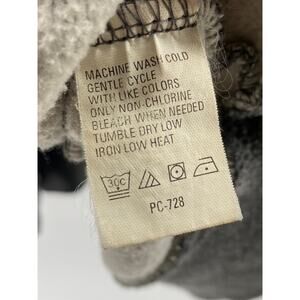 MACHINE WASH COLD
GENTLE CYCLE
WITH LIKE COLORS
ONLY NON-CHLORINE
BLEACH WHEN NEEDED
TUMBLE DRY LOW
IRON LOW HEAT
30C
PC-728